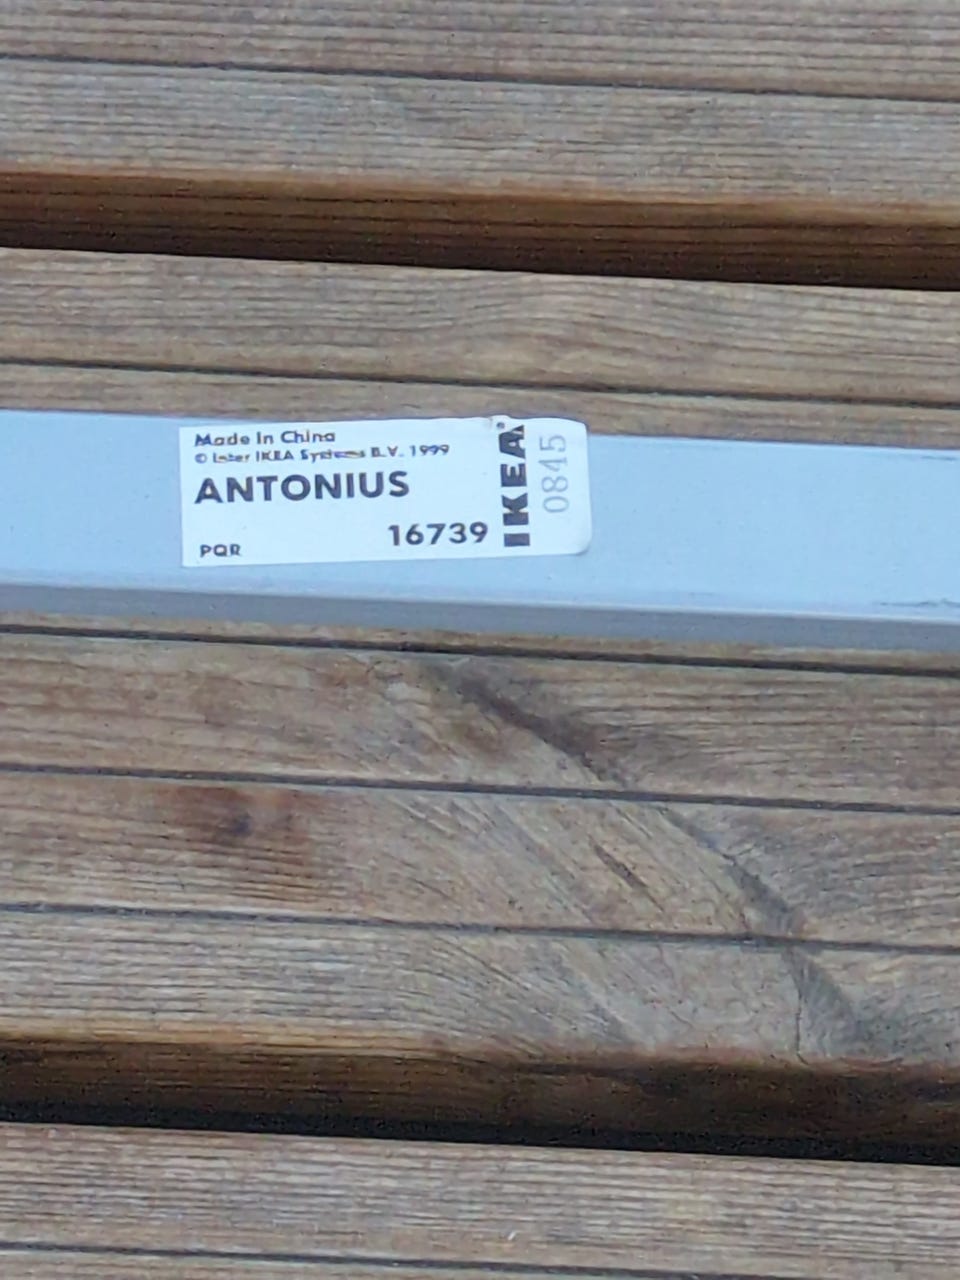 Made In China
© Inter IKEA Systems B.V. 1999
ANTONIUS
16739
PQR
IKEA
0845